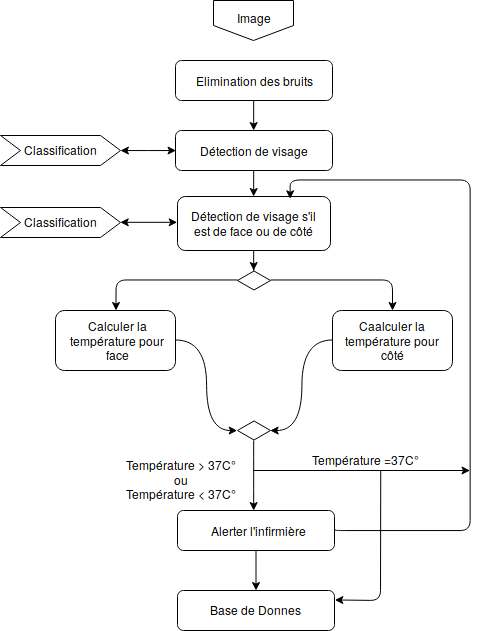 Image
Elimination des bruits
Classification
Détection de visage
Classification
Détection de visage s'il
est de face ou de côté
Calculer la
température pour
face
Caalculer la
température pour
côté
Température > 37C°
ou
Température < 37C°
Température =37C°
Alerter l'infirmière
Base de Donnes